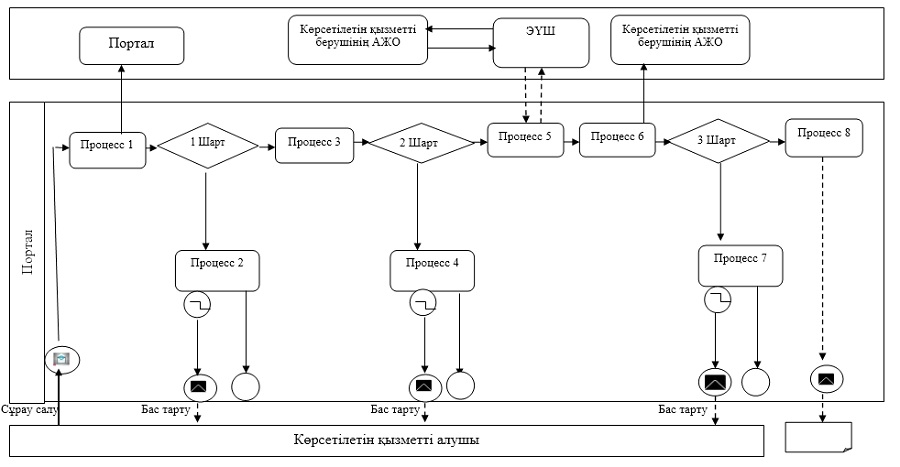 Портал
Көрсетілетін қызметті
берушінің АЖО
ЭҮШ
Көрсетілетін қызметті
берушінің АЖО
Портал
Процесс 1
1 Шарт
Процесс 3
2 Шарт
Процесс 5
Процесс 6
3 Шарт
Процесс 8
Процесс 2
Процесс 4
Процесс 7
Сұрау салу
Бас тарту
Бас тарту
Бас тарту
Көрсетілетін қызметті алушы